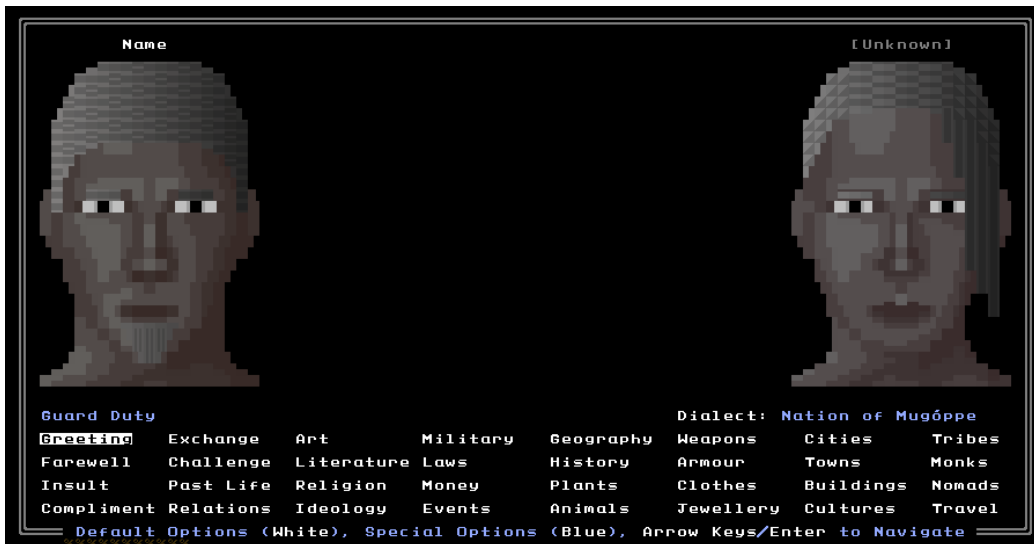 Name [Unknown]
Guard Duty Dialect: Nation of Mugóppe
Greeting Exchange Art Military Geography Weapons Cities Tribes
Farewell Challenge Literature Laws History Armour Towns Monks
Insult Past Life Religion Money Plants Clothes Buildings Nomads
Compliment Relations Ideology Events Animals Jewellery Cultures Travel
Default Options (White), Special Options (Blue), Arrow Keys/Enter to Navigate